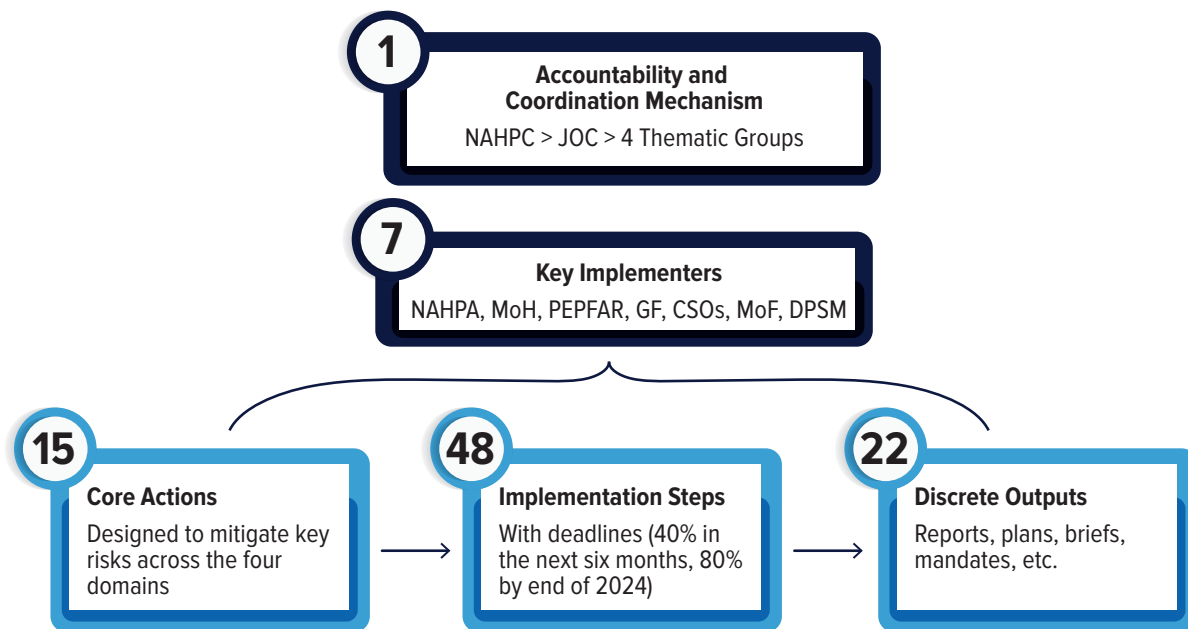 1
Accountability and
Coordination Mechanism
NAHPC > JOC > 4 Thematic Groups
7
Key Implementers
NAHPA, MoH, PEPFAR, GF, CSOs, MoF, DPSM
15
Core Actions
Designed to mitigate key
risks across the four
domains
48
Implementation Steps
With deadlines (40% in
the next six months, 80%
by end of 2024)
22
Discrete Outputs
Reports, plans, briefs,
mandates, etc.